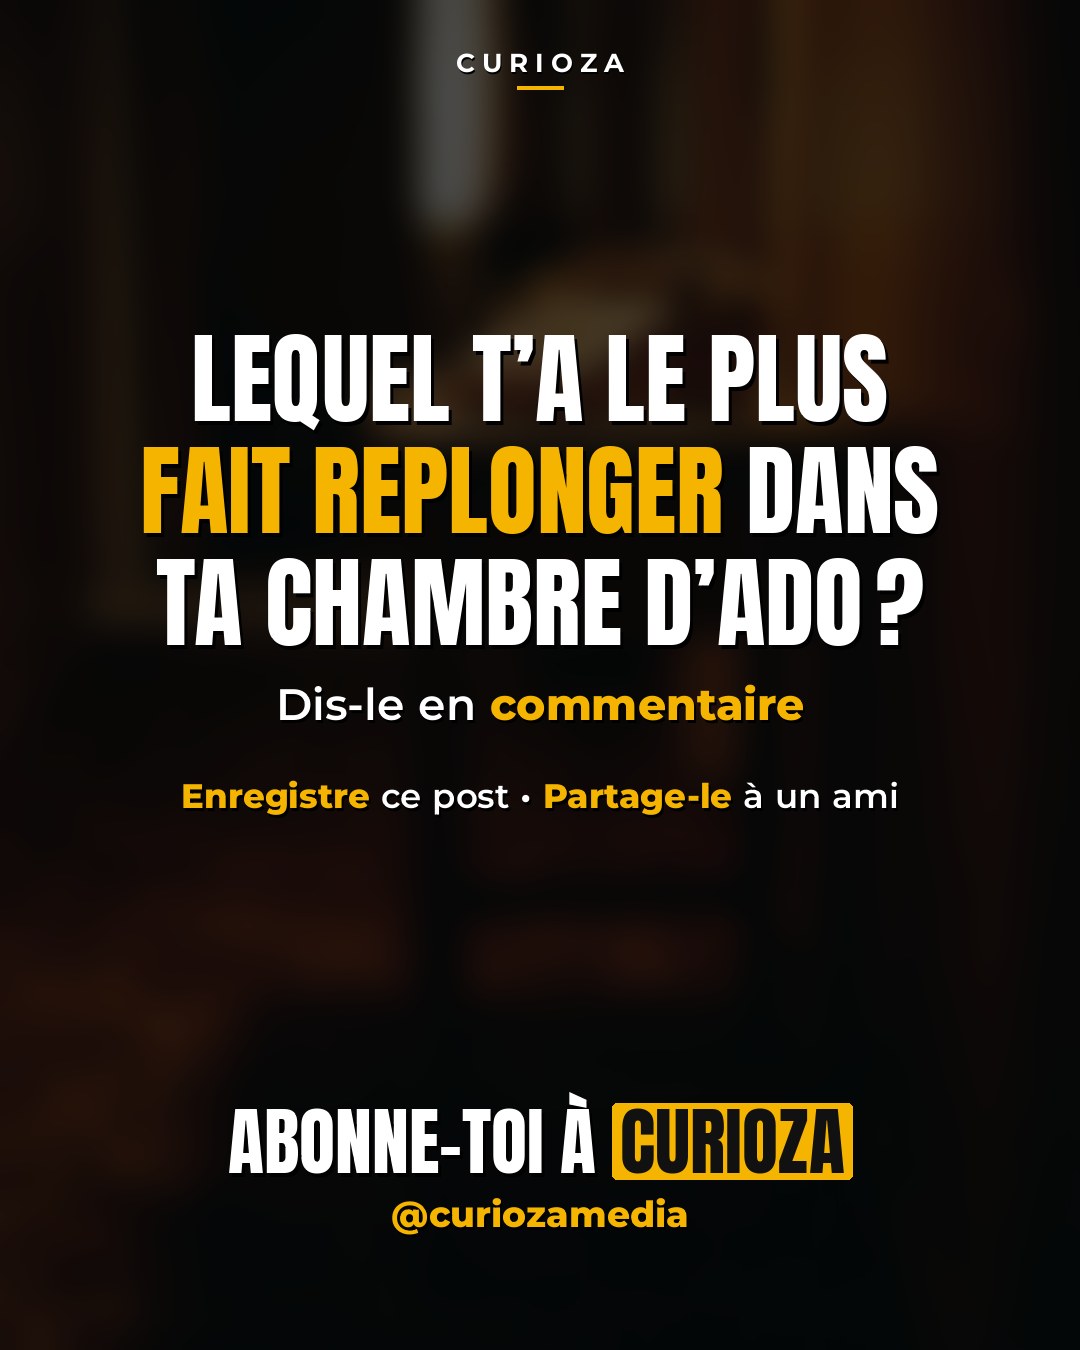 CURIOZA
LEQUEL T’A LE PLUS
FAIT REPLONGER DANS
TA CHAMBRE D’ADO ?
Dis-le en commentaire
Enregistre ce post • Partage-le à un ami
ABONNE-TOI À CURIOZA
@curiozamedia